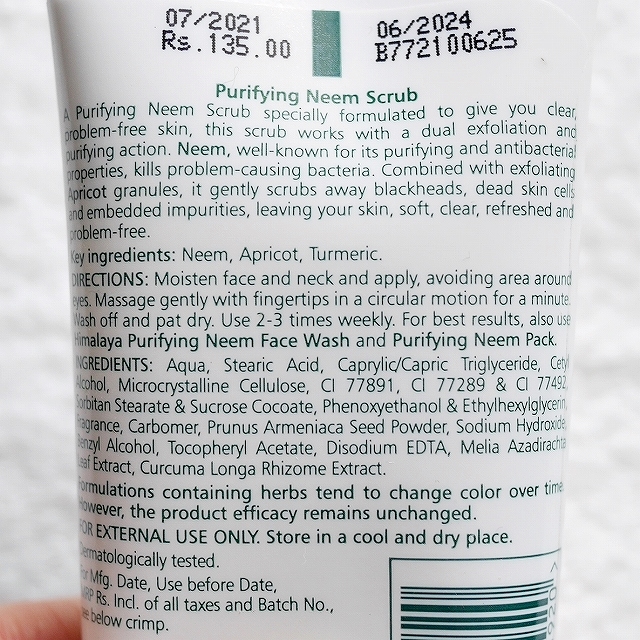 07/2021 06/2024
Rs.135.00 B772100625
Purifying Neem Scrub
A Purifying Neem Scrub specially formulated to give you clear,
problem-free skin, this scrub works with a dual exfoliation and
purifying action. Neem, well-known for its purifying and antibacterial
properties, kills problem-causing bacteria. Combined with exfoliating
Apricot granules, it gently scrubs away blackheads, dead skin cells
and embedded impurities, leaving your skin, soft, clear, refreshed and
problem-free.
Key ingredients: Neem, Apricot, Turmeric.
DIRECTIONS: Moisten face and neck and apply, avoiding area around
eyes. Massage gently with fingertips in a circular motion for a minute.
Wash off and pat dry. Use 2-3 times weekly. For best results, also use
Himalaya Purifying Neem Face Wash and Purifying Neem Pack.
INGREDIENTS: Aqua, Stearic Acid, Caprylic/Capric Triglyceride, Cetyl
Alcohol, Microcrystalline Cellulose, CI 77891, CI 77289 & CI 77492,
Sorbitan Stearate & Sucrose Cocoate, Phenoxyethanol & Ethylhexylglycerin,
Fragrance, Carbomer, Prunus Armeniaca Seed Powder, Sodium Hydroxide,
Benzyl Alcohol, Tocopheryl Acetate, Disodium EDTA, Melia Azadirachta
Leaf Extract, Curcuma Longa Rhizome Extract.
Formulations containing herbs tend to change color over time.
However, the product efficacy remains unchanged.
FOR EXTERNAL USE ONLY. Store in a cool and dry place.
Dermatologically tested.
For Mfg. Date, Use before Date,
MRP Rs. Incl. of all taxes and Batch No.,
see below crimp.